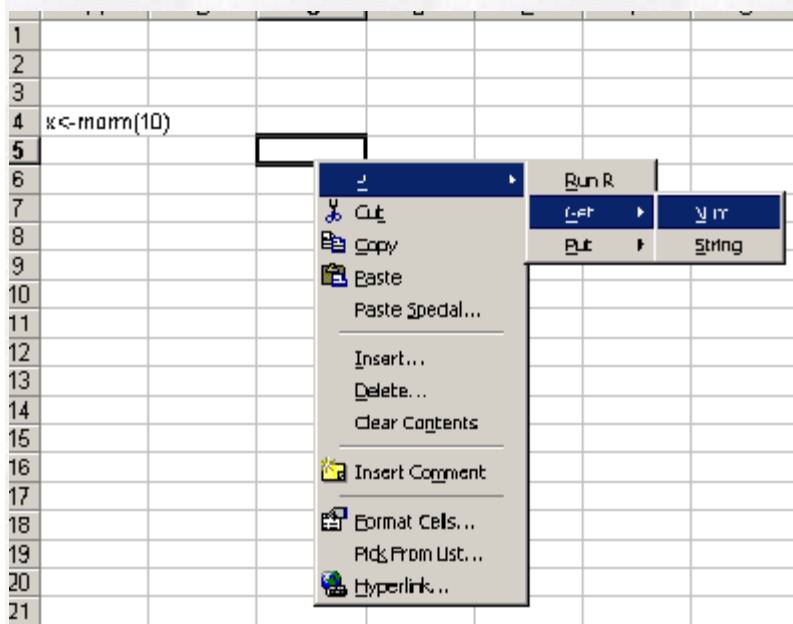 1
2
3
4 x<-rnorm(10)
5
6 Run R
7 Cut Get Num
8 Copy Put String
9 Paste
10 Paste Special...
11
12 Insert...
13 Delete...
14 Clear Contents
15
16 Insert Comment
17
18 Format Cells...
19 Pick From List...
20 Hyperlink...
21